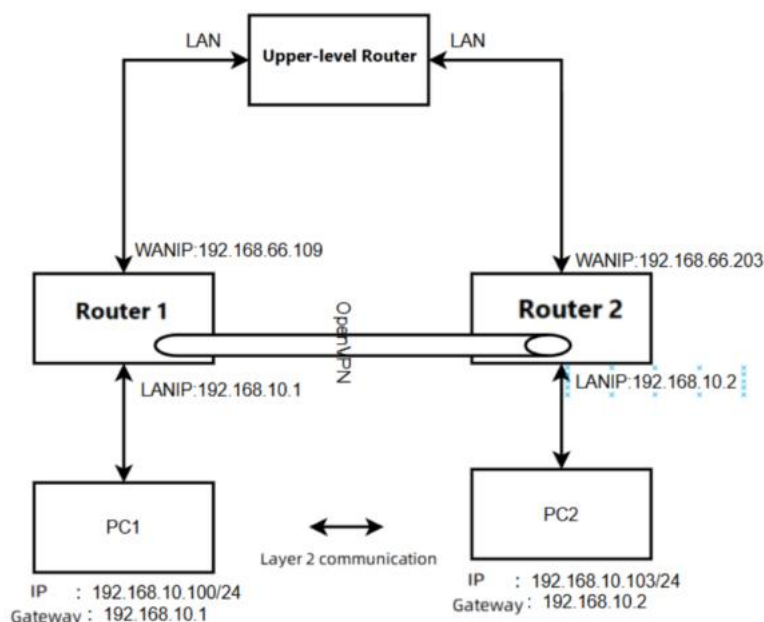 LAN
Upper-level Router
LAN
WANIP:192.168.66.109
WANIP:192.168.66.203
Router 1
OpenVPN
Router 2
LANIP:192.168.10.1
LANIP:192.168.10.2
PC1
PC2
Layer 2 communication
IP : 192.168.10.100/24
Gateway : 192.168.10.1
IP : 192.168.10.103/24
Gateway : 192.168.10.2